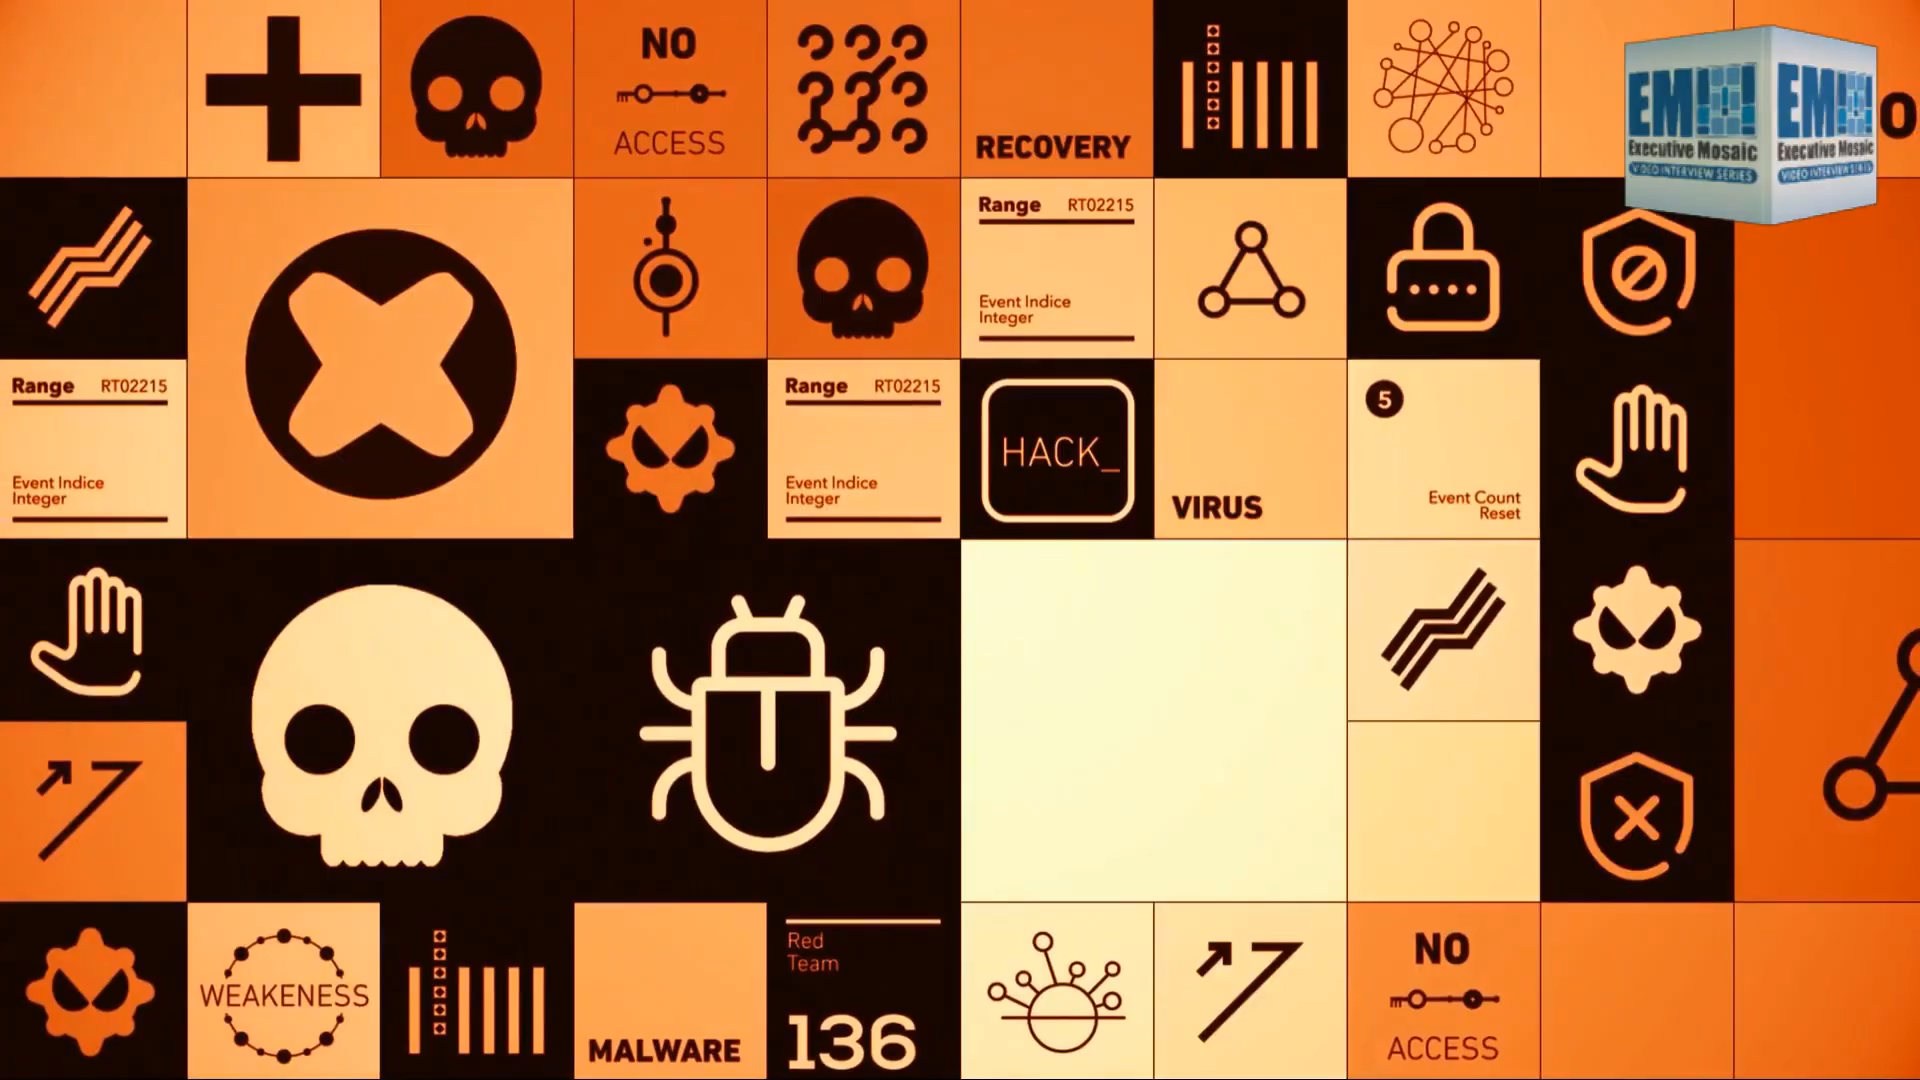 NO
ACCESS
RECOVERY
EM
Executive Mosaic
VIDEO INTERVIEW SERIES
EM
Executive Mosaic
VIDEO INTERVIEW SERIES
Range RT02215
Event Indice
Integer
Range RT02215
Event Indice
Integer
Range RT02215
Event Indice
Integer
HACK_
VIRUS
5
Event Count
Reset
WEAKENESS
MALWARE
Red
Team
136
NO
ACCESS